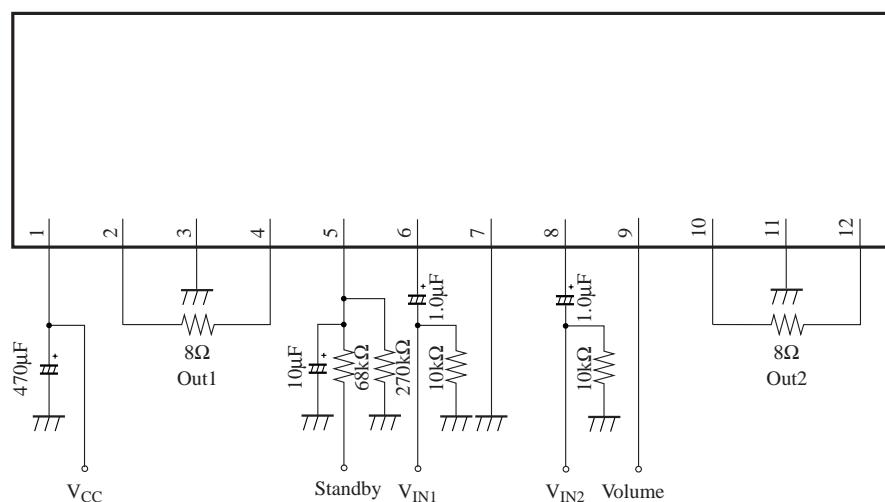 1 2 3 4 5 6 7 8 9 10 11 12
470μF
8Ω
Out1
10μF
68kΩ
270kΩ
1.0μF
10kΩ
1.0μF
10kΩ
8Ω
Out2
+
+
+
+
VCC
Standby
VIN1
VIN2
Volume